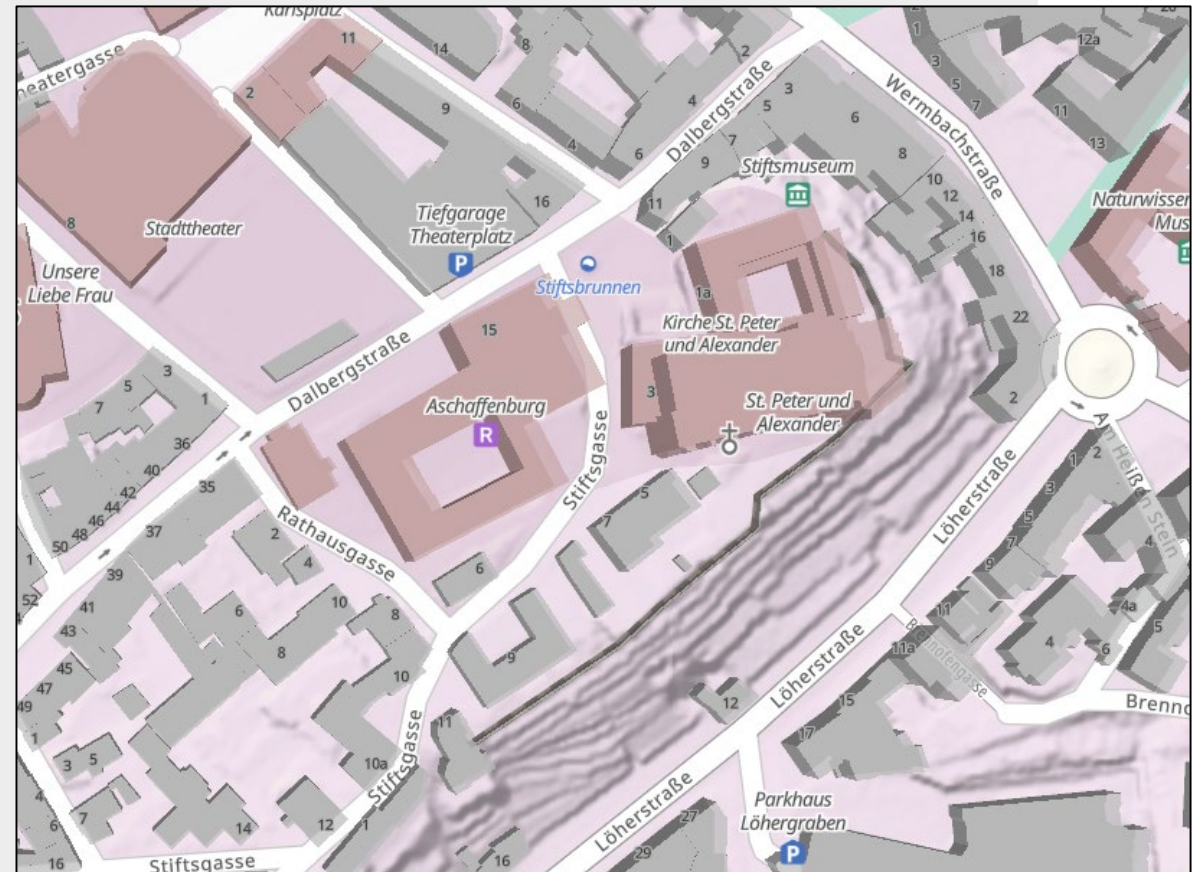 Karlsplatz
Theatergasse
11
14
8
2
12a
1
3
5
7
11
13
2
9
4
6
4
6
Dalbergstraße
3
5
7
9
11
6
8
10
12
14
16
18
22
2
Wermbachstraße
Stiftsmuseum
16
Tiefgarage
Theaterplatz
P
8
Stadttheater
Unsere
Liebe Frau
Stiftsbrunnen
1
1a
Kirche St. Peter
und Alexander
Naturwisse
Mus
15
3
Dalbergstraße
3
5
7
1
Aschaffenburg
R
St. Peter und
Alexander
36
40
42
44
46
48
50
35
37
39
Stiftsgasse
5
7
Rathausgasse
2
4
6
Löherstraße
Am Heißen Stein
1
2
3
5
7
9
4
4a
5
6
4
11
11a
Brennofengasse
Brenno
1
52
41
43
45
47
49
1
6
8
10
8
10
9
11
10a
Stiftsgasse
12
Löherstraße
15
17
3
5
7
4
6
16
14
12
1
Stiftsgasse
16
Löherstraße
27
29
Parkhaus
Löhergraben
P